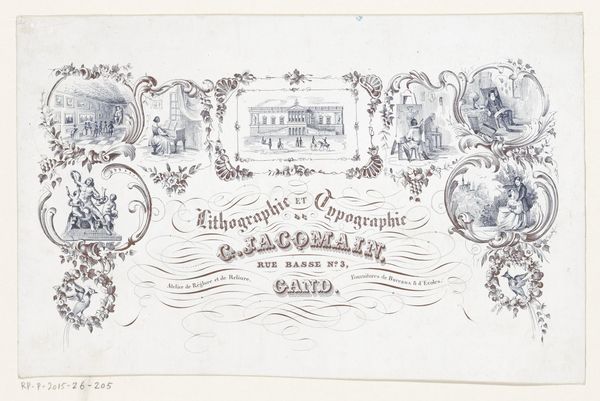 Lithographie ET Typographie
DE
G. JACQMAIN,
RUE BASSE Nº 3,
Atelier de Réglure et de Reliure.
Fournitures de Bureaux & d'Ecoles.
GAND.
RP-P-2015-26-205